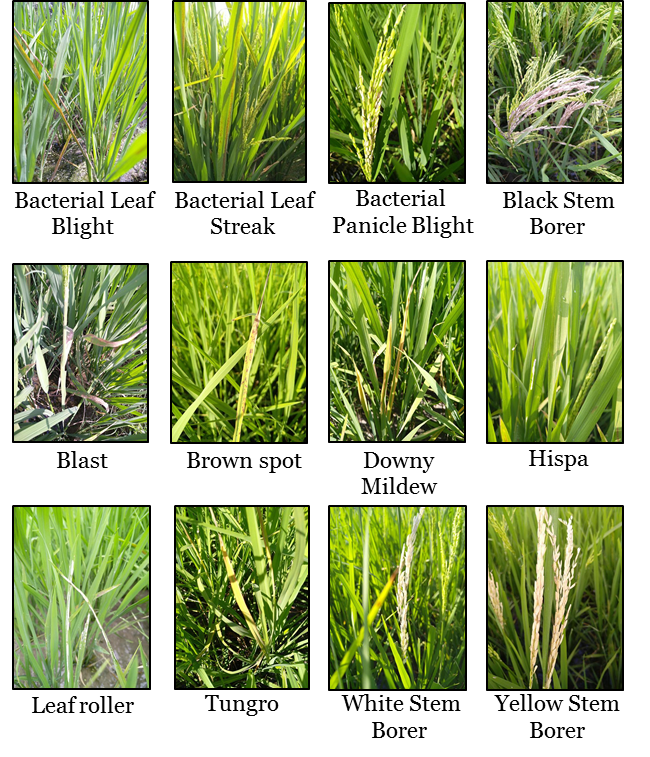 Bacterial Leaf
Blight
Bacterial Leaf
Streak
Bacterial
Panicle Blight
Black Stem
Borer
Blast
Brown spot
Downy
Mildew
Hispa
Leaf roller
Tungro
White Stem
Borer
Yellow Stem
Borer